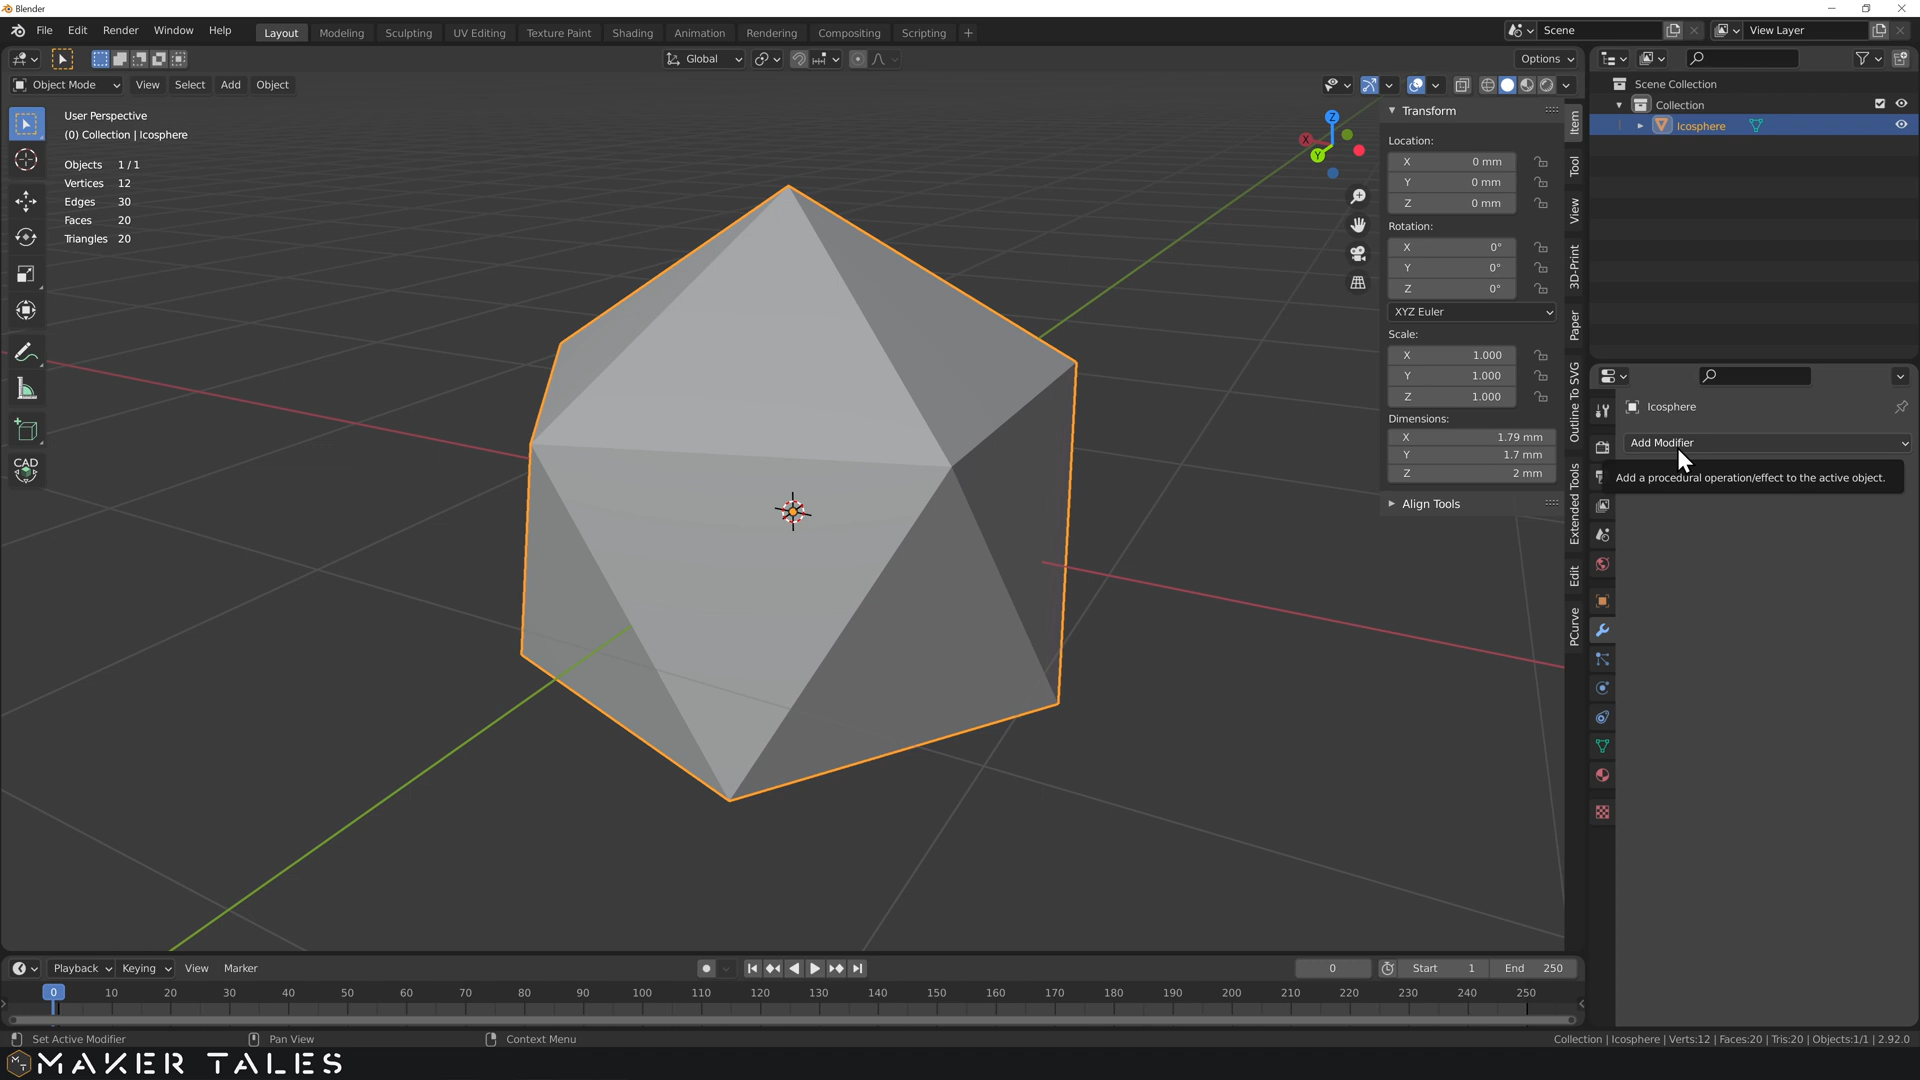 Blender
File Edit Render Window Help
Layout Modeling Sculpting UV Editing Texture Paint Shading Animation Rendering Compositing Scripting +
Scene View Layer
Global Options
Object Mode View Select Add Object
User Perspective
(0) Collection | Icosphere
Objects 1/1
Vertices 12
Edges 30
Faces 20
Triangles 20
Z
X
Y
Transform
Location:
X 0 mm
Y 0 mm
Z 0 mm
Rotation:
X 0°
Y 0°
Z 0°
XYZ Euler
Scale:
X 1.000
Y 1.000
Z 1.000
Dimensions:
X 1.79 mm
Y 1.7 mm
Z 2 mm
Align Tools
Item
Tool
View
3D-Print
Paper
Outline To SVG
Extended Tools
Edit
PCurve
CAD
Scene Collection
Collection
Icosphere
Icosphere
Add Modifier
Add a procedural operation/effect to the active object.
Playback Keying View Marker
0 Start 1 End 250
0 10 20 30 40 50 60 70 80 90 100 110 120 130 140 150 160 170 180 190 200 210 220 230 240 250
Set Active Modifier Pan View Context Menu
Collection | Icosphere | Verts:12 | Faces:20 | Tris:20 | Objects:1/1 | 2.92.0
MAKER TALES